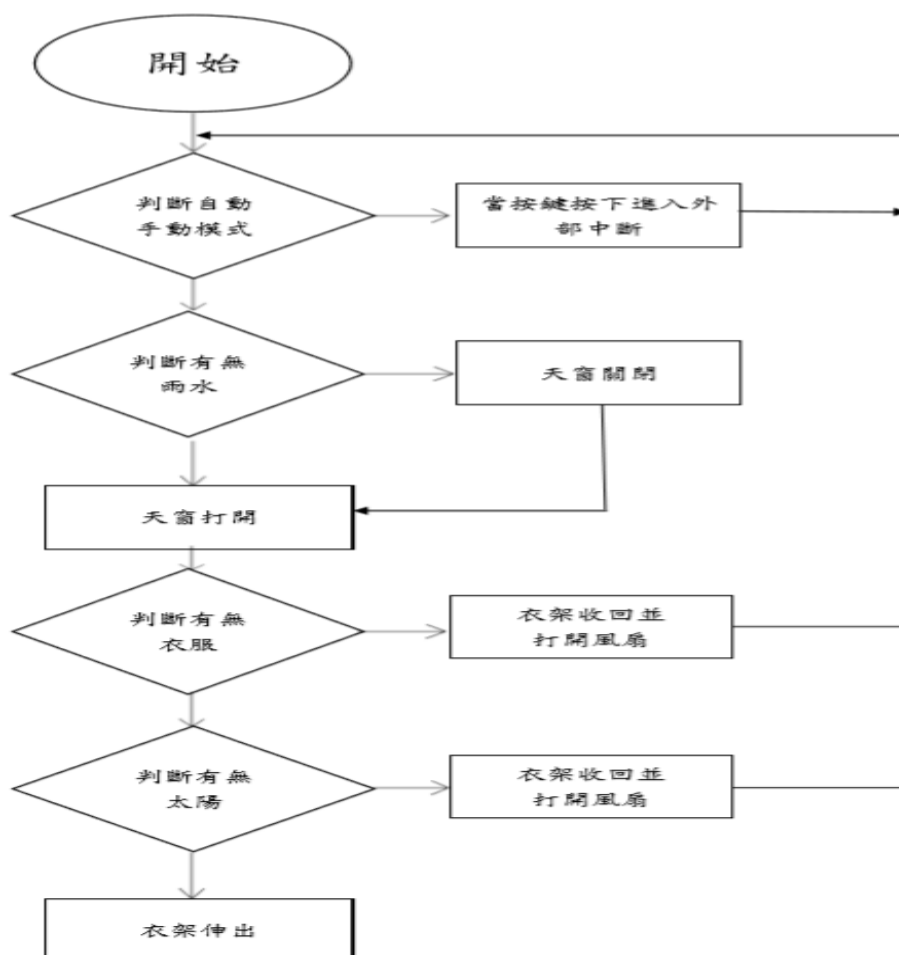 開始
判斷自動
手動模式
當按鍵按下進入外
部中斷
判斷有無
雨水
天窗關閉
天窗打開
判斷有無
衣服
衣架收回並
打開風扇
判斷有無
太陽
衣架收回並
打開風扇
衣架伸出